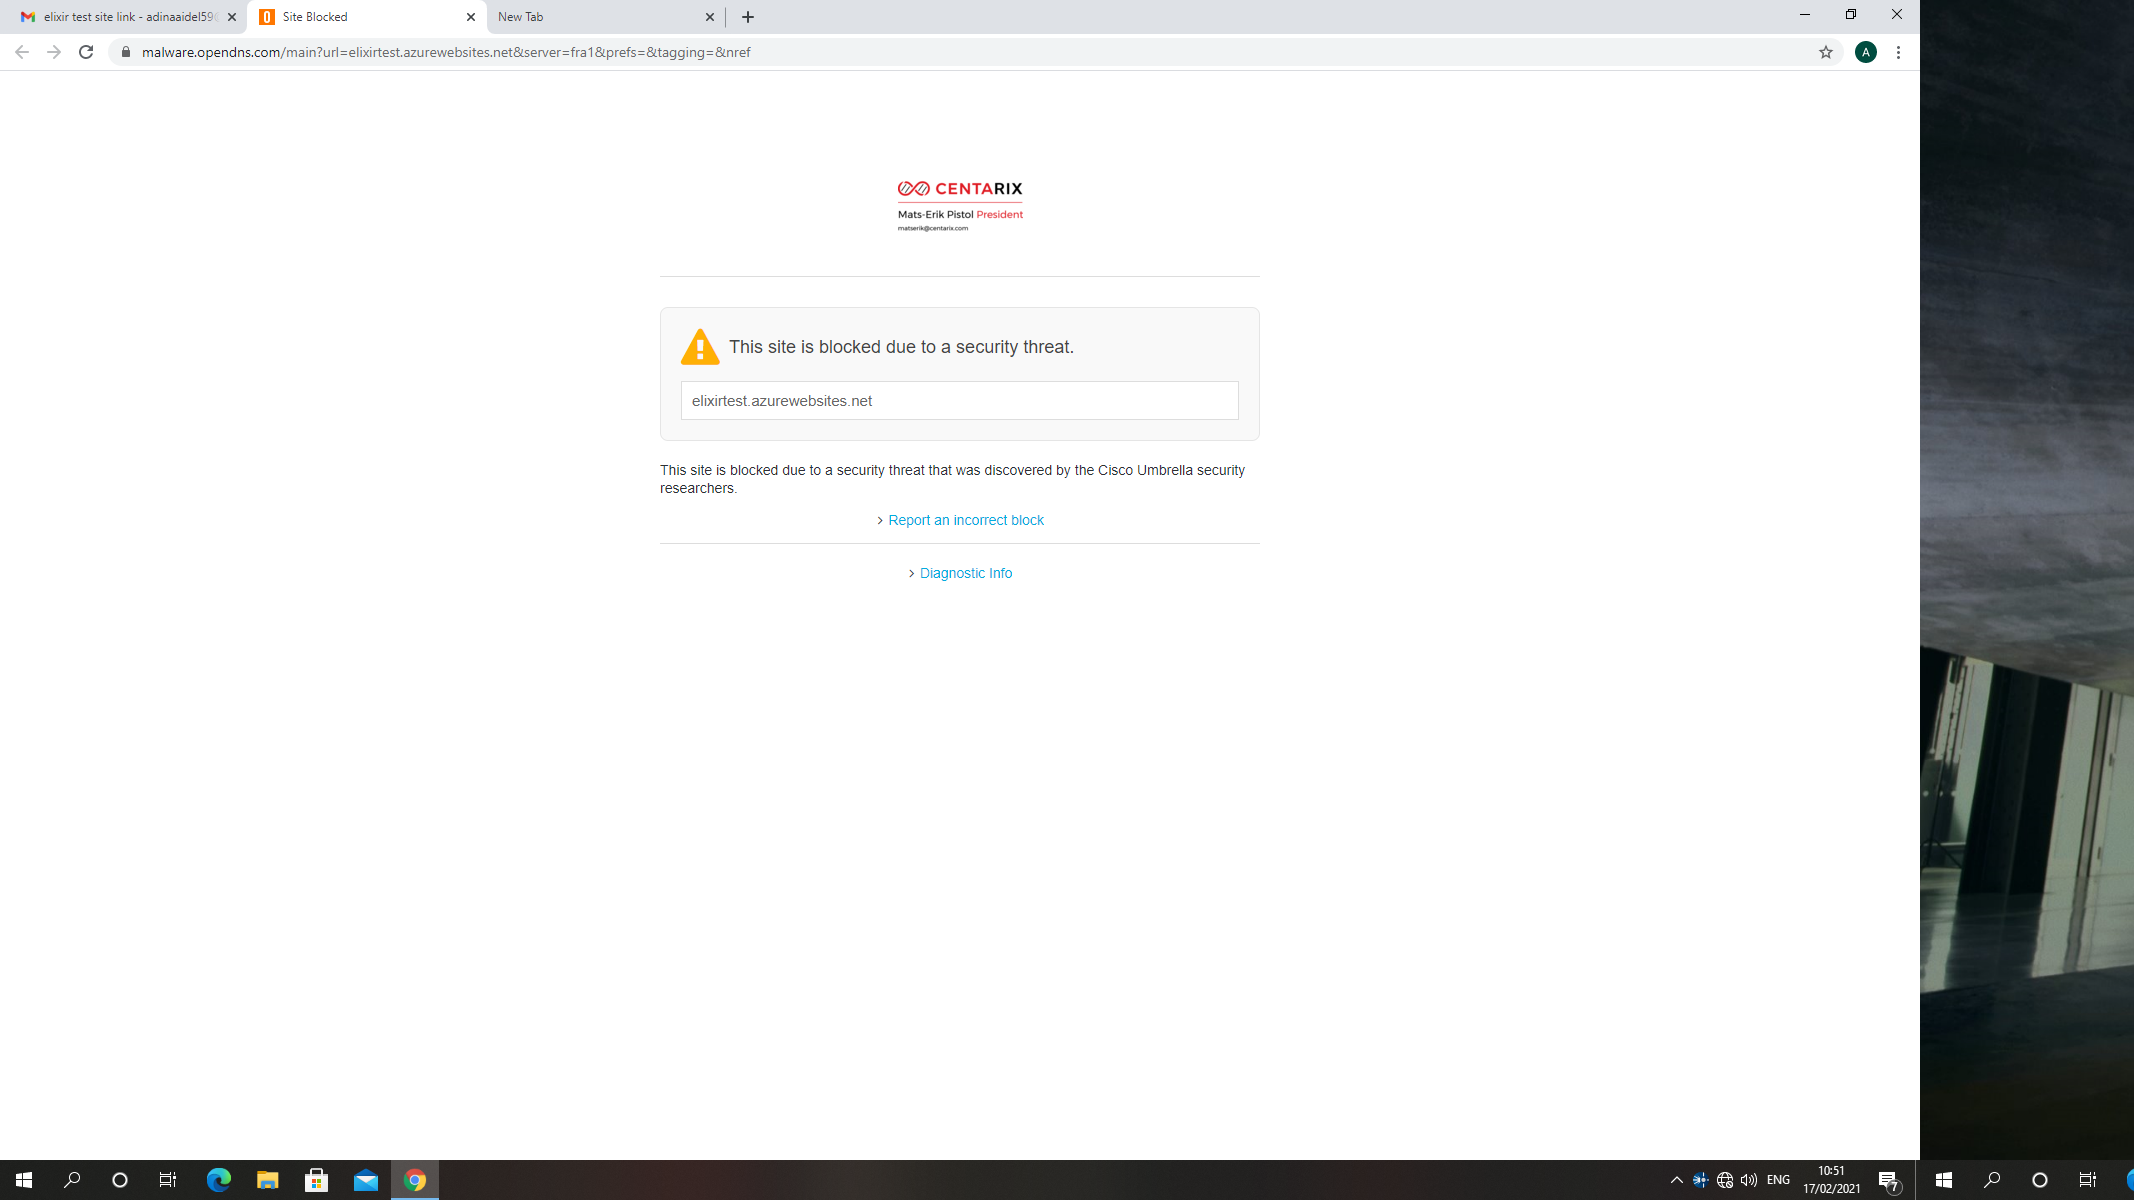 elixir test site link - adinaaidel59
Site Blocked
New Tab
malware.opendns.com/main?url=elixirtest.azurewebsites.net&server=fra1&prefs=&tagging=&nref
A
CENTARIX
Mats-Erik Pistol President
matserik@centarix.com
This site is blocked due to a security threat.
elixirtest.azurewebsites.net
This site is blocked due to a security threat that was discovered by the Cisco Umbrella security
researchers.
> Report an incorrect block
> Diagnostic Info
ENG
10:51
17/02/2021
7